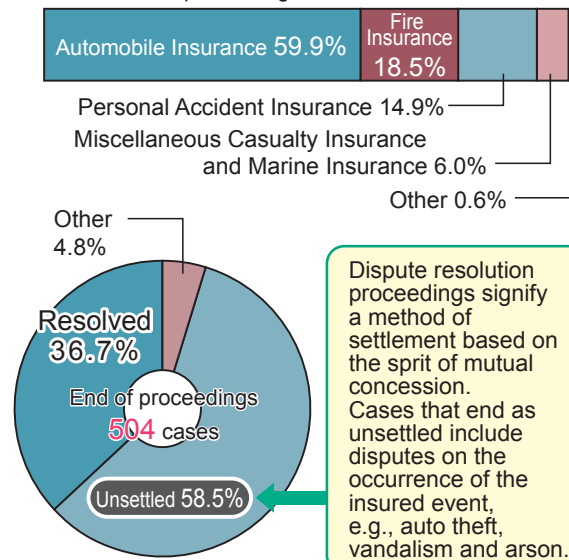 Automobile Insurance 59.9%
Fire
Insurance
18.5%
Personal Accident Insurance 14.9%
Miscellaneous Casualty Insurance
and Marine Insurance 6.0%
Other 0.6%
Other
4.8%
Resolved
36.7%
End of proceedings
504 cases
Unsettled 58.5%
Dispute resolution
proceedings signify
a method of
settlement based on
the sprit of mutual
concession.
Cases that end as
unsettled include
disputes on the
occurrence of the
insured event,
e.g., auto theft,
vandalism and arson.